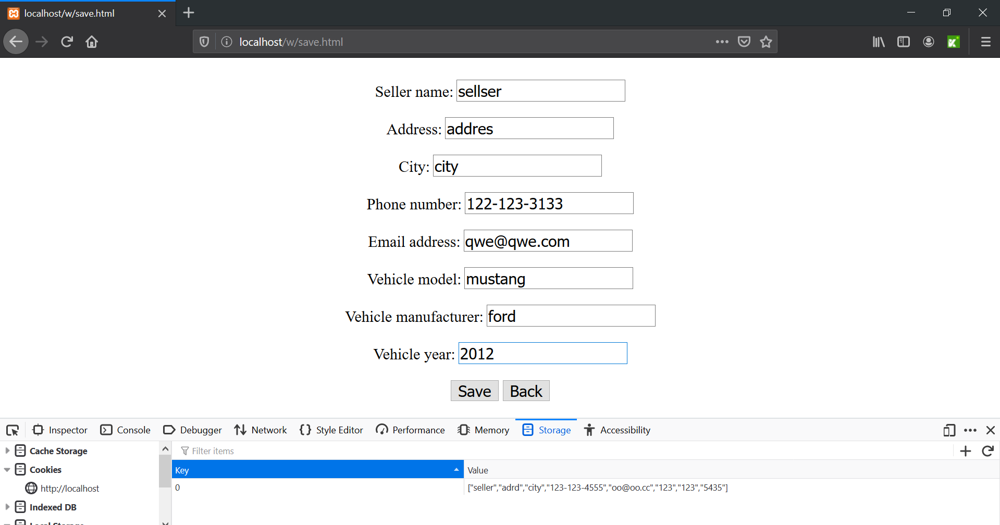 localhost/w/save.html
localhost/w/save.html
Seller name: sellser
Address: addres
City: city
Phone number: 122-123-3133
Email address: qwe@qwe.com
Vehicle model: mustang
Vehicle manufacturer: ford
Vehicle year: 2012
Save Back
Inspector Console Debugger Network Style Editor Performance Memory Storage Accessibility
Cache Storage
Filter items
Cookies
Key Value
http://localhost
0 ["seller","adrd","city","123-123-4555","oo@oo.cc","123","123","5435"]
Indexed DB
Local Storage